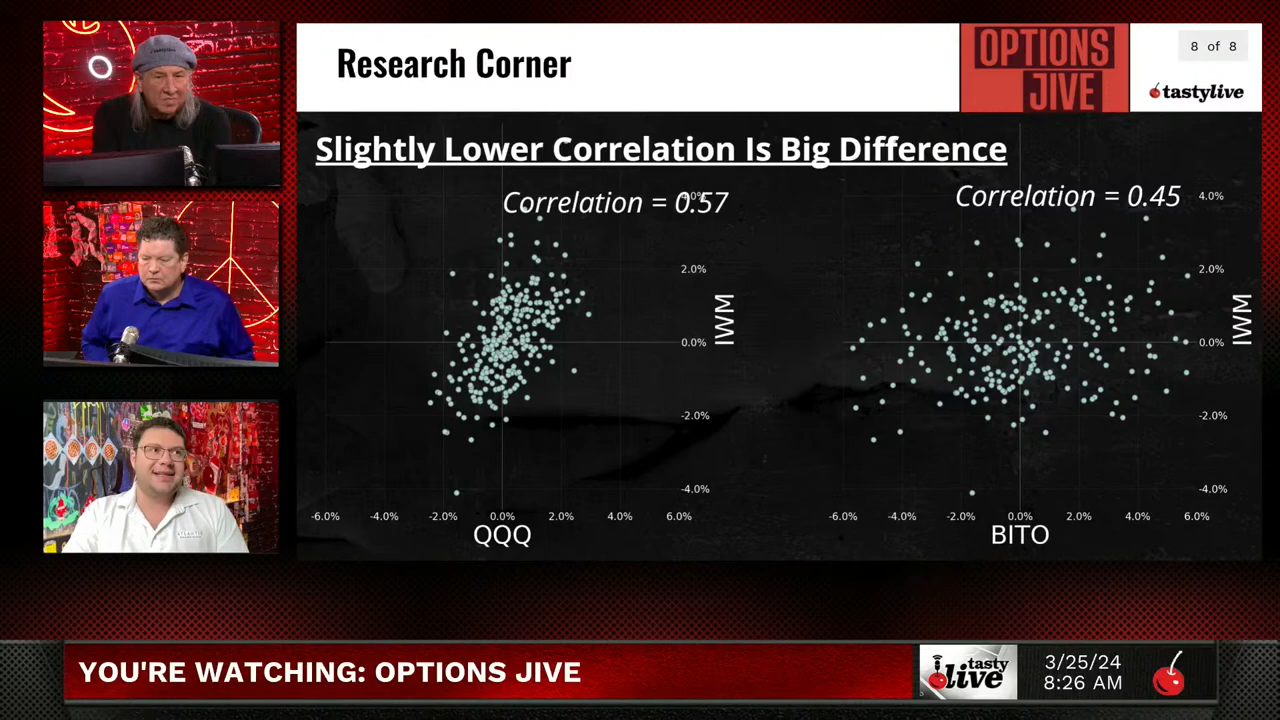 Research Corner
OPTIONS
JIVE
8 of 8
tastylive
Slightly Lower Correlation Is Big Difference
Correlation = 0.57
Correlation = 0.45
4.0%
2.0%
0.0%
-2.0%
-4.0%
IWM
-6.0% -4.0% -2.0% 0.0% 2.0% 4.0% 6.0%
QQQ
4.0%
2.0%
0.0%
-2.0%
-4.0%
IWM
-6.0% -4.0% -2.0% 0.0% 2.0% 4.0% 6.0%
BITO
YOU'RE WATCHING: OPTIONS JIVE
tasty
live
3/25/24
8:26 AM